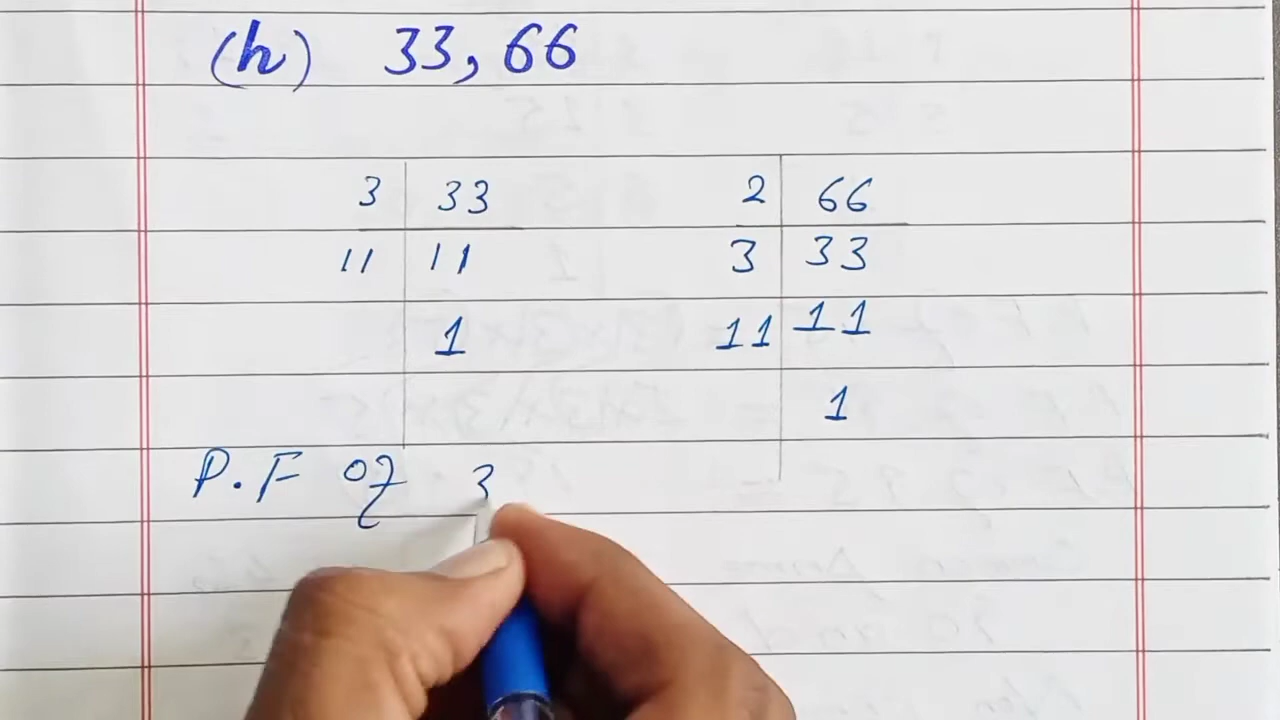 (h) 33, 66
3 33 2 66
11 11 3 33
1 11 11
1
P.F of 3